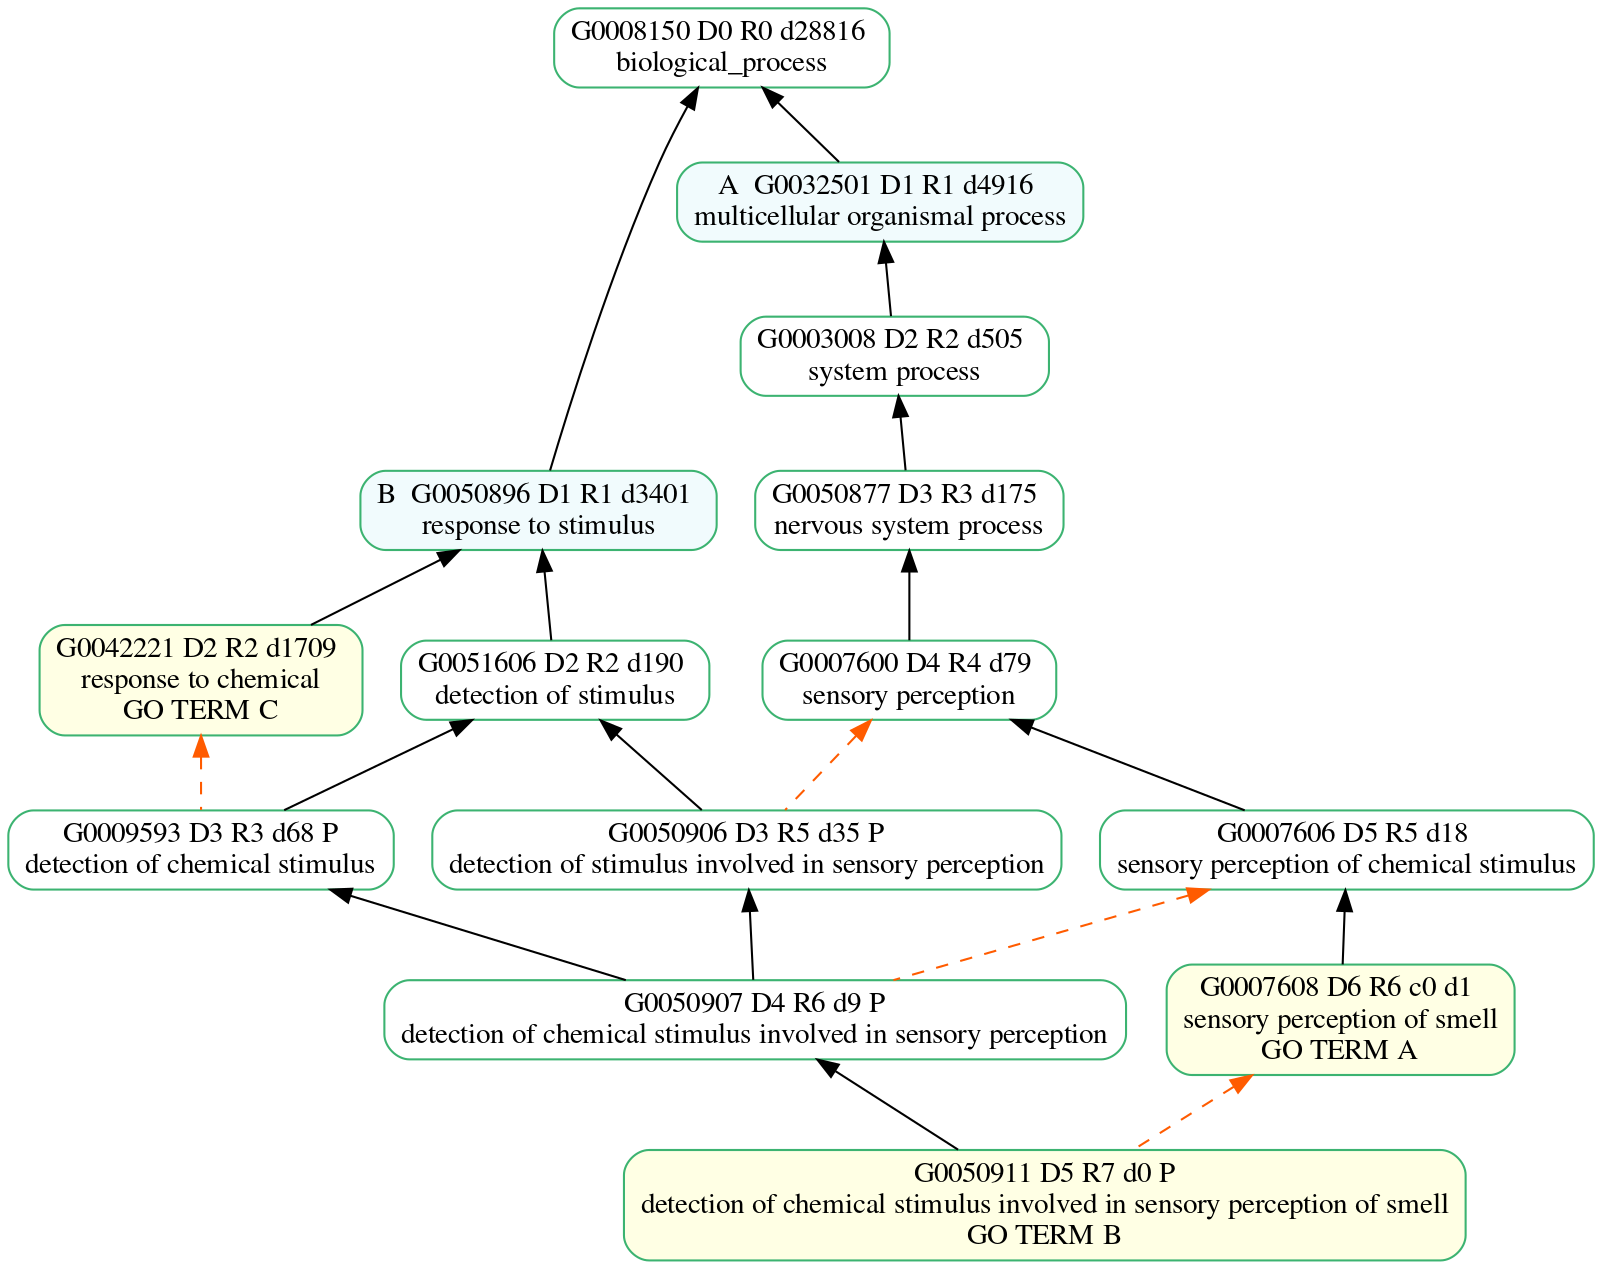 G0008150 D0 R0 d28816
biological_process
A  G0032501 D1 R1 d4916
multicellular organismal process
G0003008 D2 R2 d505
system process
B  G0050896 D1 R1 d3401
response to stimulus
G0050877 D3 R3 d175
nervous system process
G0042221 D2 R2 d1709
response to chemical
GO TERM C
G0051606 D2 R2 d190
detection of stimulus
G0007600 D4 R4 d79
sensory perception
G0009593 D3 R3 d68 P
detection of chemical stimulus
G0050906 D3 R5 d35 P
detection of stimulus involved in sensory perception
G0007606 D5 R5 d18
sensory perception of chemical stimulus
G0050907 D4 R6 d9 P
detection of chemical stimulus involved in sensory perception
G0007608 D6 R6 c0 d1
sensory perception of smell
GO TERM A
G0050911 D5 R7 d0 P
detection of chemical stimulus involved in sensory perception of smell
GO TERM B